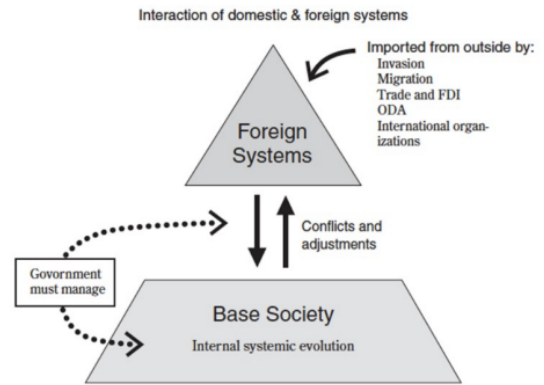 Interaction of domestic & foreign systems
Imported from outside by:
Invasion
Migration
Trade and FDI
ODA
International organ-
izations
Foreign
Systems
Conflicts and
adjustments
Government
must manage
Base Society
Internal systemic evolution